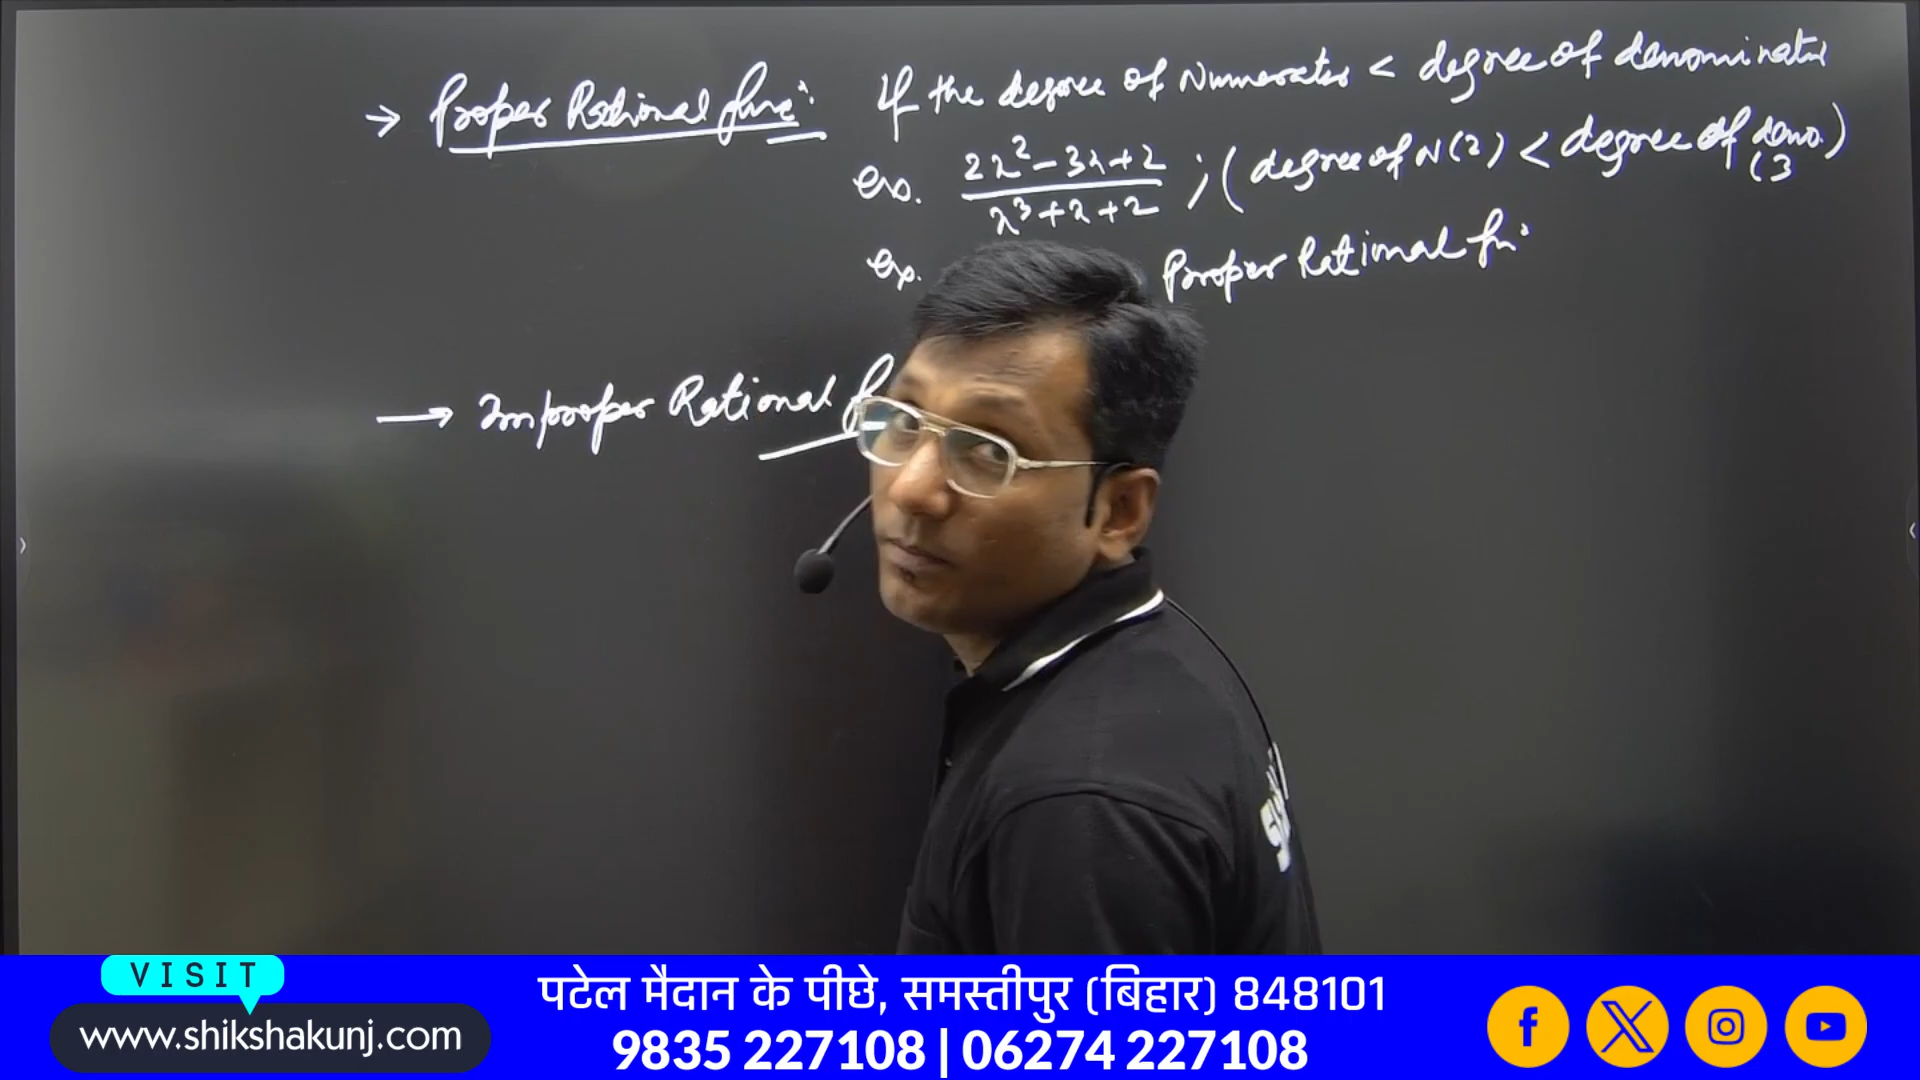 → Proper Rational func: If the degree of Numerator < degree of denominator
ex. 2x²-3x+2 / x³+x+2 ; (degree of N(2) < degree of deno.)
(3
ex. Proper Rational fn:
→ Improper Rational f
VISIT
www.shikshakunj.com
पटेल मैदान के पीछे, समस्तीपुर (बिहार) 848101
9835 227108 | 06274 227108